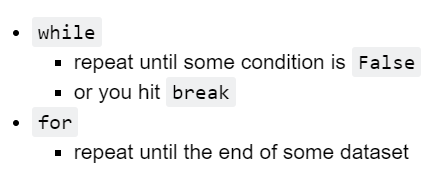 while
repeat until some condition is False
or you hit break
for
repeat until the end of some dataset